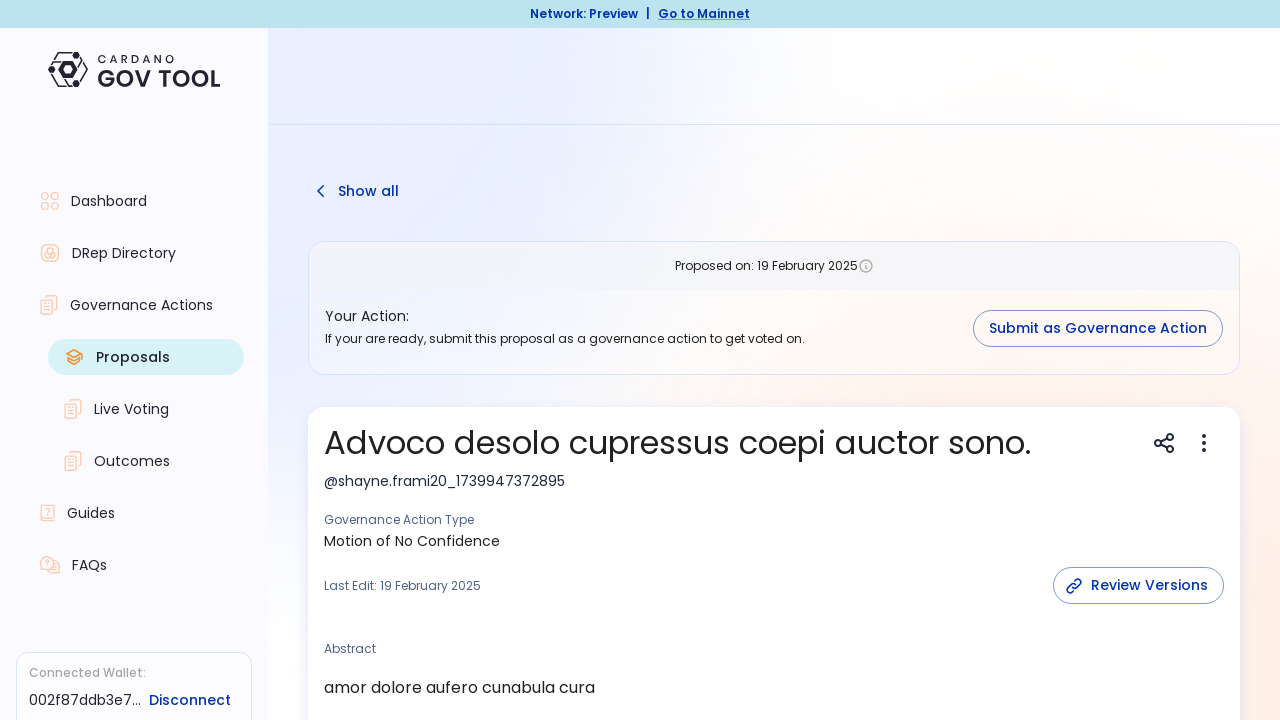 Network: Preview | Go to Mainnet
CARDANO
GOV TOOL
Dashboard
DRep Directory
Governance Actions
Proposals
Live Voting
Outcomes
Guides
FAQs
Connected Wallet:
002f87ddb3e7... Disconnect
Show all
Proposed on: 19 February 2025
Your Action:
If your are ready, submit this proposal as a governance action to get voted on.
Submit as Governance Action
Advoco desolo cupressus coepi auctor sono.
@shayne.frami20_1739947372895
Governance Action Type
Motion of No Confidence
Last Edit: 19 February 2025
Review Versions
Abstract
amor dolore aufero cunabula cura